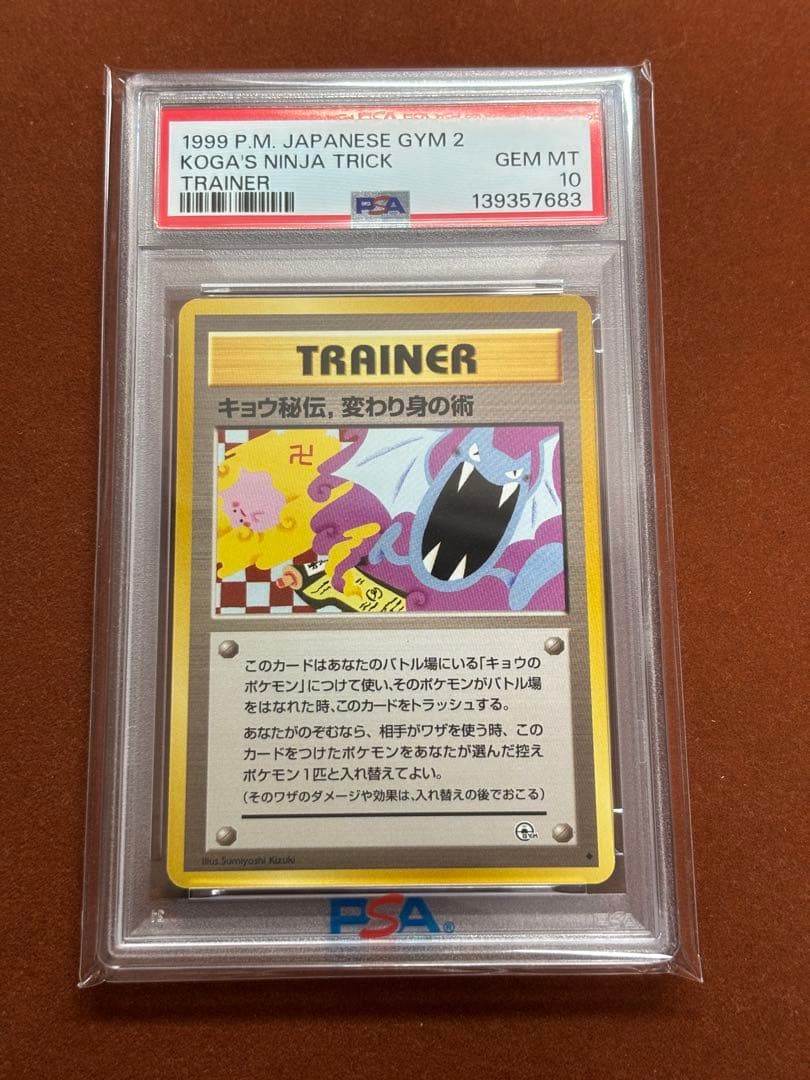 1999 P.M. JAPANESE GYM 2
KOGA'S NINJA TRICK GEM MT
TRAINER 10
PSA 139357683
TRAINER
キョウ秘伝, 変わり身の術
卍
このカードはあなたのバトル場にいる「キョウの
ポケモン」につけて使い、そのポケモンがバトル場
をはなれた時、このカードをトラッシュする。
あなたがのぞむなら、相手がワザを使う時、この
カードをつけたポケモンをあなたが選んだ控え
ポケモン1匹と入れ替えてよい。
(そのワザのダメージや効果は、入れ替えの後でおこる)
GYM
Illus.Sumiyoshi Kizuki
PSA®